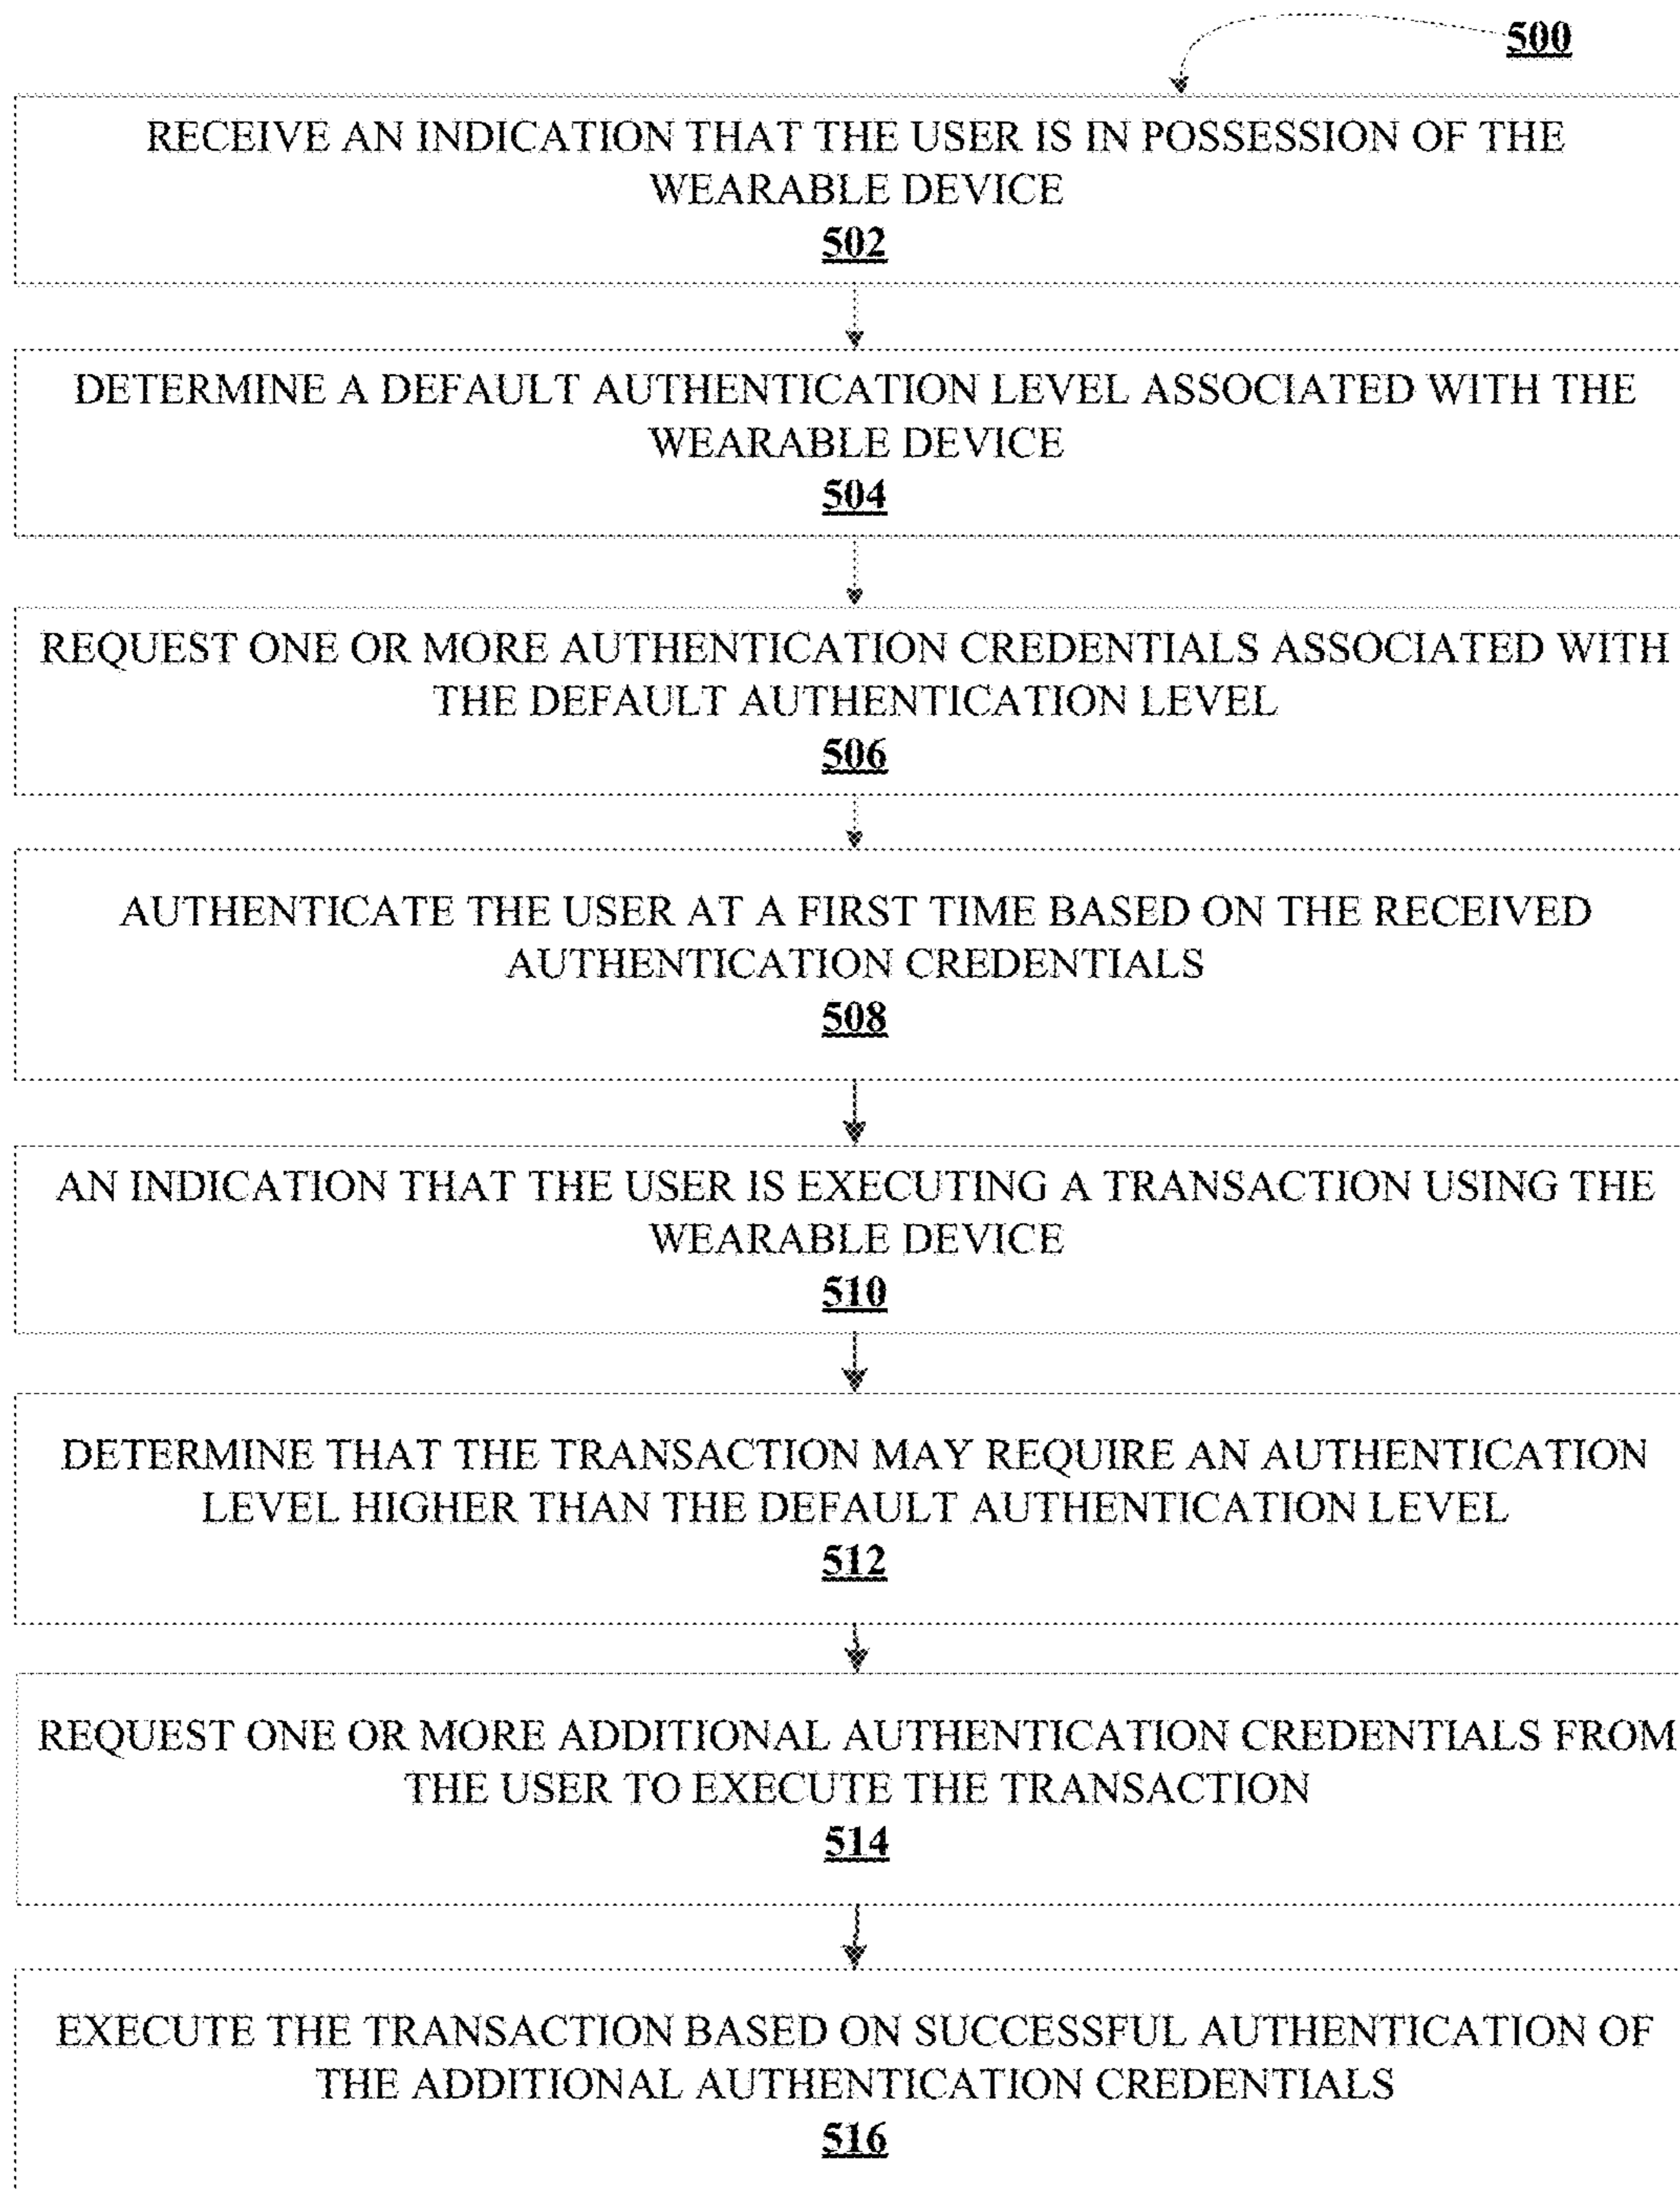 500
RECEIVE AN INDICATION THAT THE USER IS IN POSSESSION OF THE
WEARABLE DEVICE
502
DETERMINE A DEFAULT AUTHENTICATION LEVEL ASSOCIATED WITH THE
WEARABLE DEVICE
504
REQUEST ONE OR MORE AUTHENTICATION CREDENTIALS ASSOCIATED WITH
THE DEFAULT AUTHENTICATION LEVEL
506
AUTHENTICATE THE USER AT A FIRST TIME BASED ON THE RECEIVED
AUTHENTICATION CREDENTIALS
508
AN INDICATION THAT THE USER IS EXECUTING A TRANSACTION USING THE
WEARABLE DEVICE
510
DETERMINE THAT THE TRANSACTION MAY REQUIRE AN AUTHENTICATION
LEVEL HIGHER THAN THE DEFAULT AUTHENTICATION LEVEL
512
REQUEST ONE OR MORE ADDITIONAL AUTHENTICATION CREDENTIALS FROM
THE USER TO EXECUTE THE TRANSACTION
514
EXECUTE THE TRANSACTION BASED ON SUCCESSFUL AUTHENTICATION OF
THE ADDITIONAL AUTHENTICATION CREDENTIALS
516